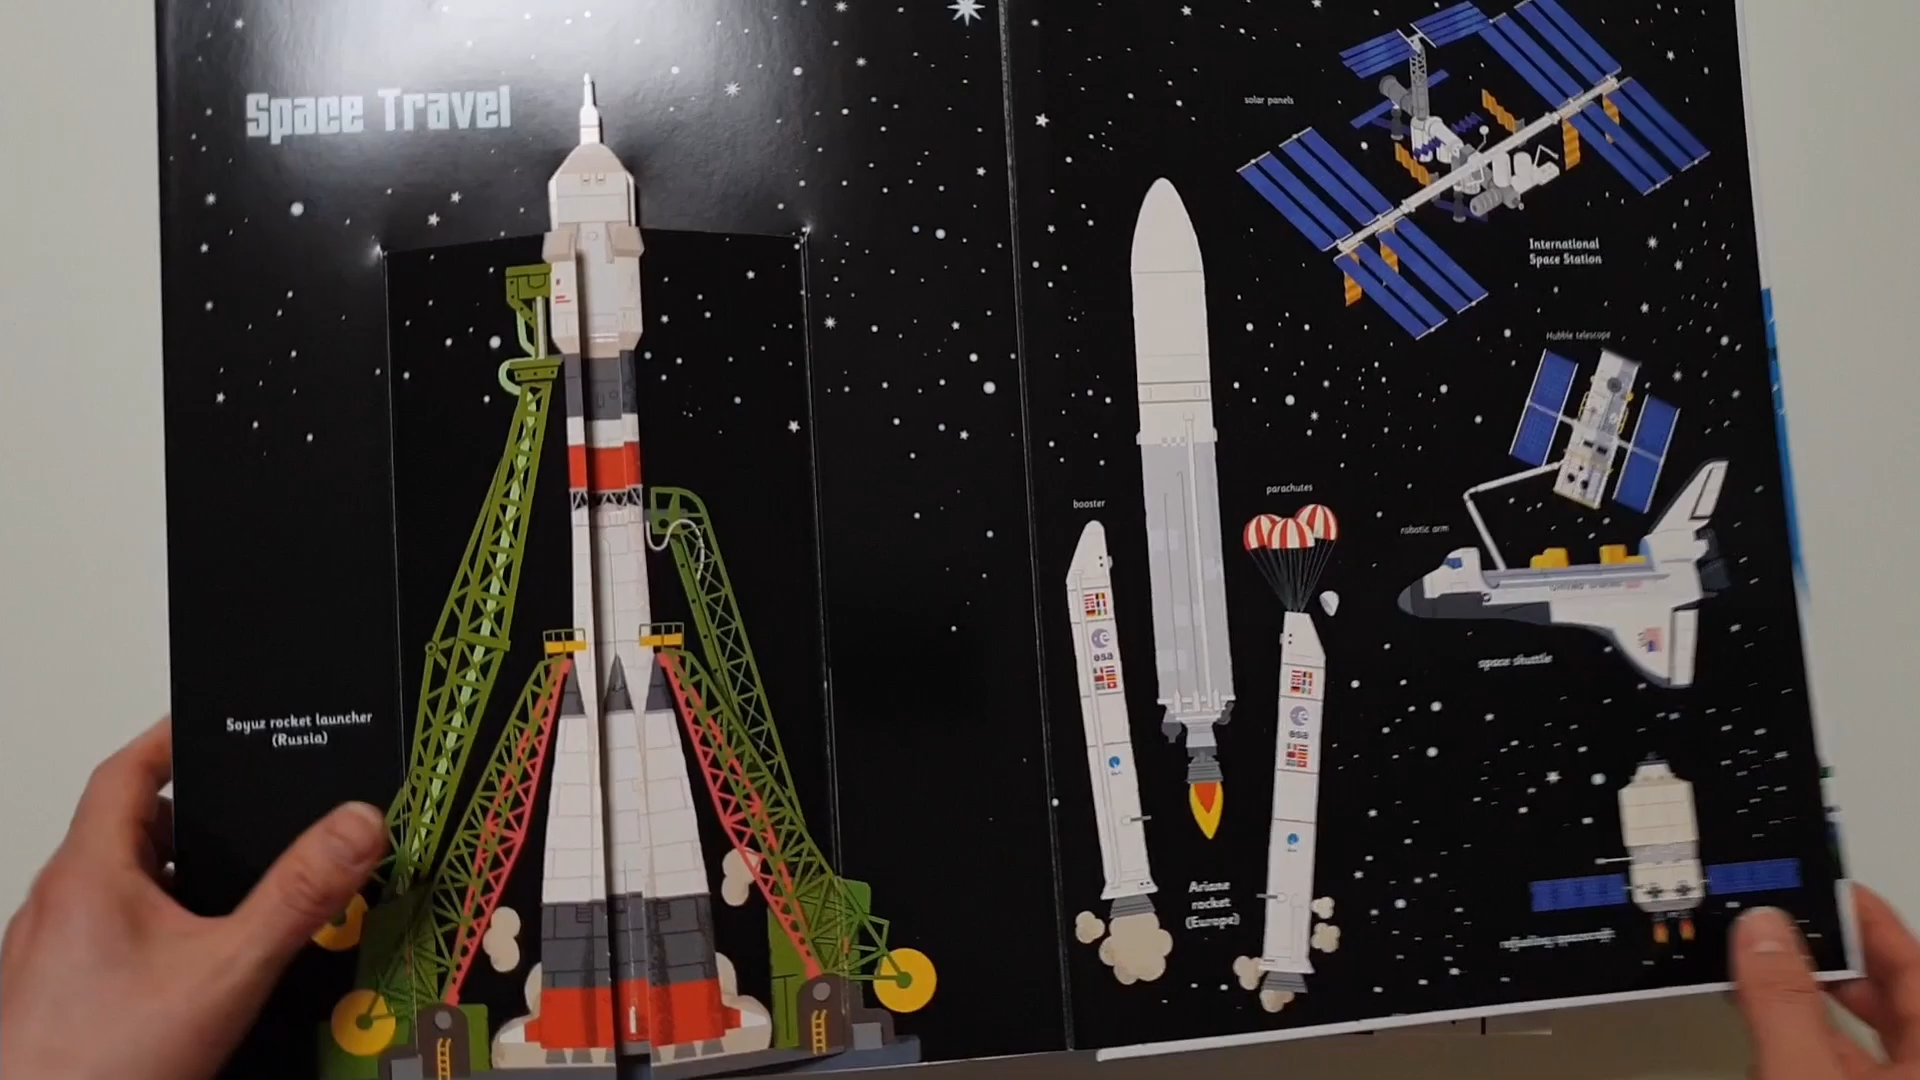 Space Travel
Soyuz rocket launcher
(Russia)
solar panels
International
Space Station
Hubble telescope
booster
parachutes
robotic arm
space shuttle
esa
esa
Ariane
rocket
(Europe)